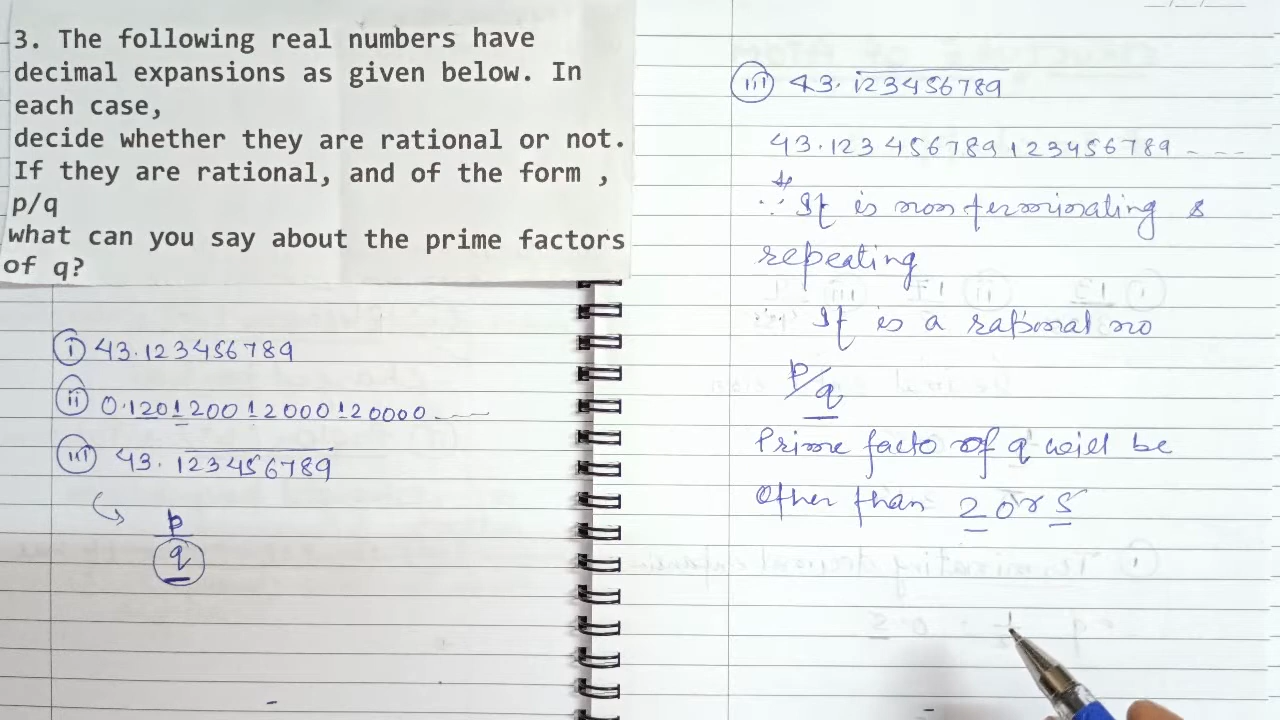 3. The following real numbers have
decimal expansions as given below. In
each case,
decide whether they are rational or not.
If they are rational, and of the form ,
p/q
what can you say about the prime factors
of q?
i 43.123456789
ii 0.120120012000120000-----
iii 43.123456789
p
q
iii 43.123456789
43.123456789123456789----
∵ It is non terminating &
repeating
It is a rational no
p/q
Prime facto of q will be
Other than 2 or 5